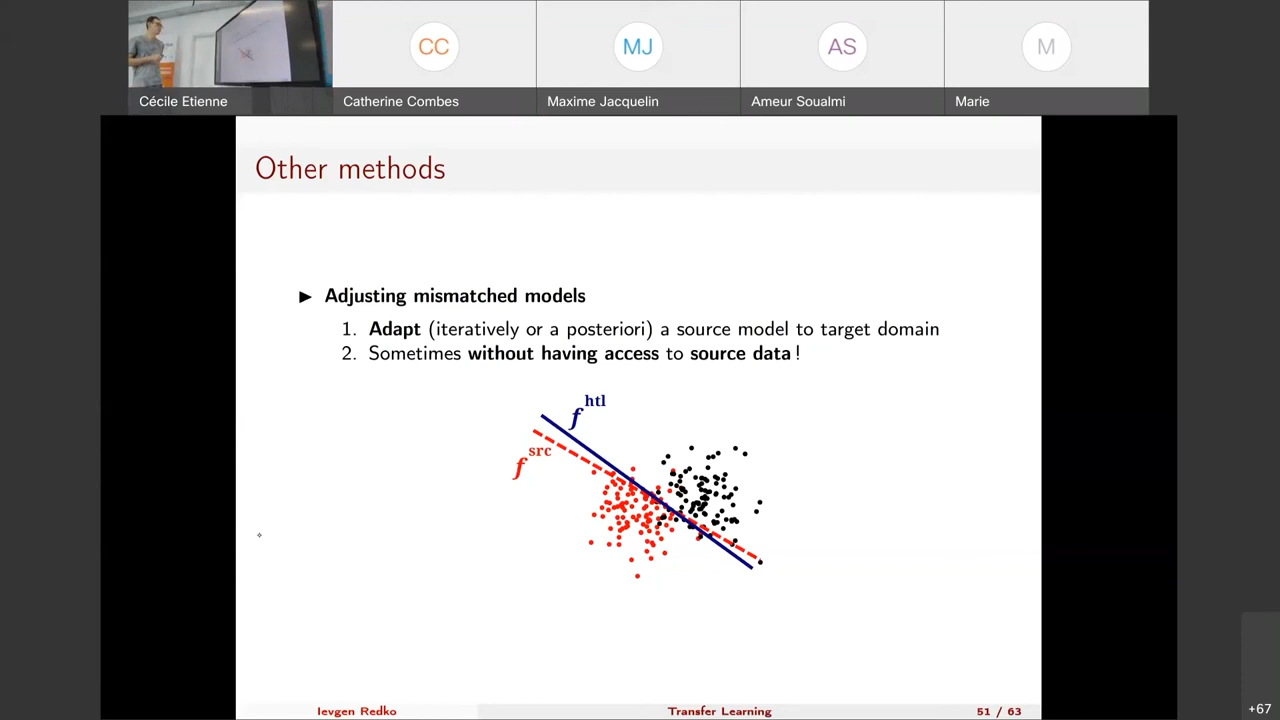 CC
MJ
AS
M
Cécile Etienne
Catherine Combes
Maxime Jacquelin
Ameur Soualmi
Marie
Other methods
▶ Adjusting mismatched models
1. Adapt (iteratively or a posteriori) a source model to target domain
2. Sometimes without having access to source data !
f htl
f src
Ievgen Redko
Transfer Learning
51 / 63
+67